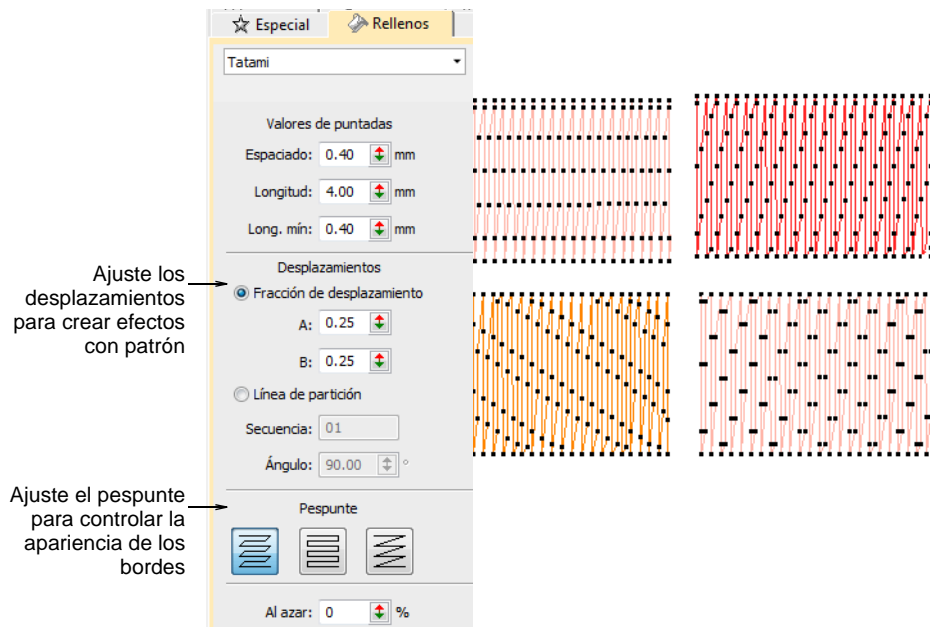 Especial
Rellenos
Tatami
Valores de puntadas
Espaciado: 0.40 mm
Longitud: 4.00 mm
Long. mín: 0.40 mm
Ajuste los
desplazamientos
para crear efectos
con patrón
Desplazamientos
Fracción de desplazamiento
A: 0.25
B: 0.25
Línea de partición
Secuencia: 01
Ángulo: 90.00 °
Ajuste el pespunte
para controlar la
apariencia de los
bordes
Pespunte
Al azar: 0 %